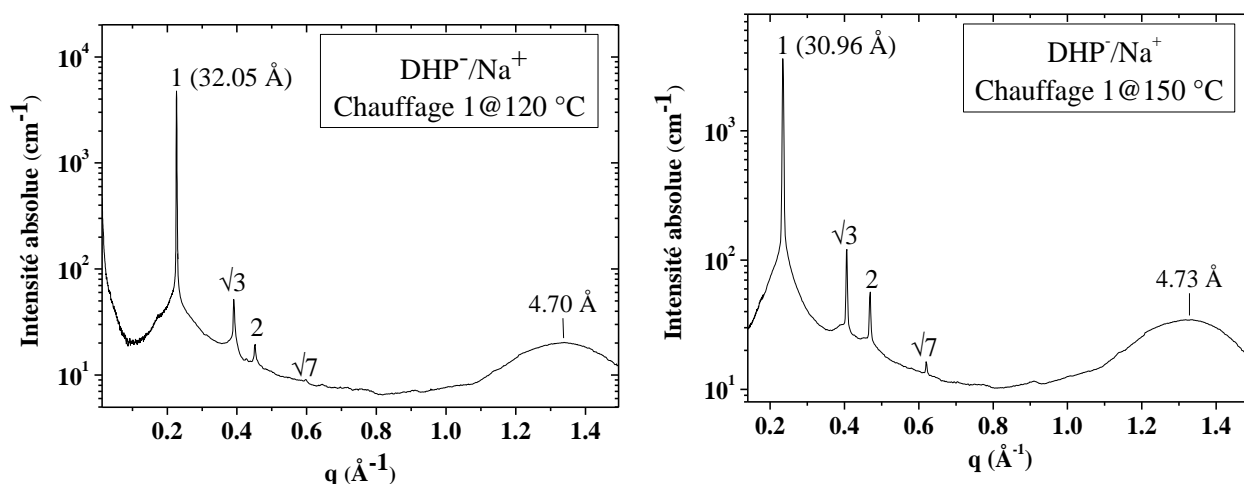 DHP⁻/Na⁺
Chauffage 1@120 °C
1 (32.05 Å)
√3
2
√7
4.70 Å
10⁴
10³
10²
10¹
Intensité absolue (cm⁻¹)
0.2 0.4 0.6 0.8 1.0 1.2 1.4
q (Å⁻¹)
DHP⁻/Na⁺
Chauffage 1@150 °C
1 (30.96 Å)
√3
2
√7
4.73 Å
10³
10²
10¹
Intensité absolue (cm⁻¹)
0.2 0.4 0.6 0.8 1.0 1.2 1.4
q (Å⁻¹)